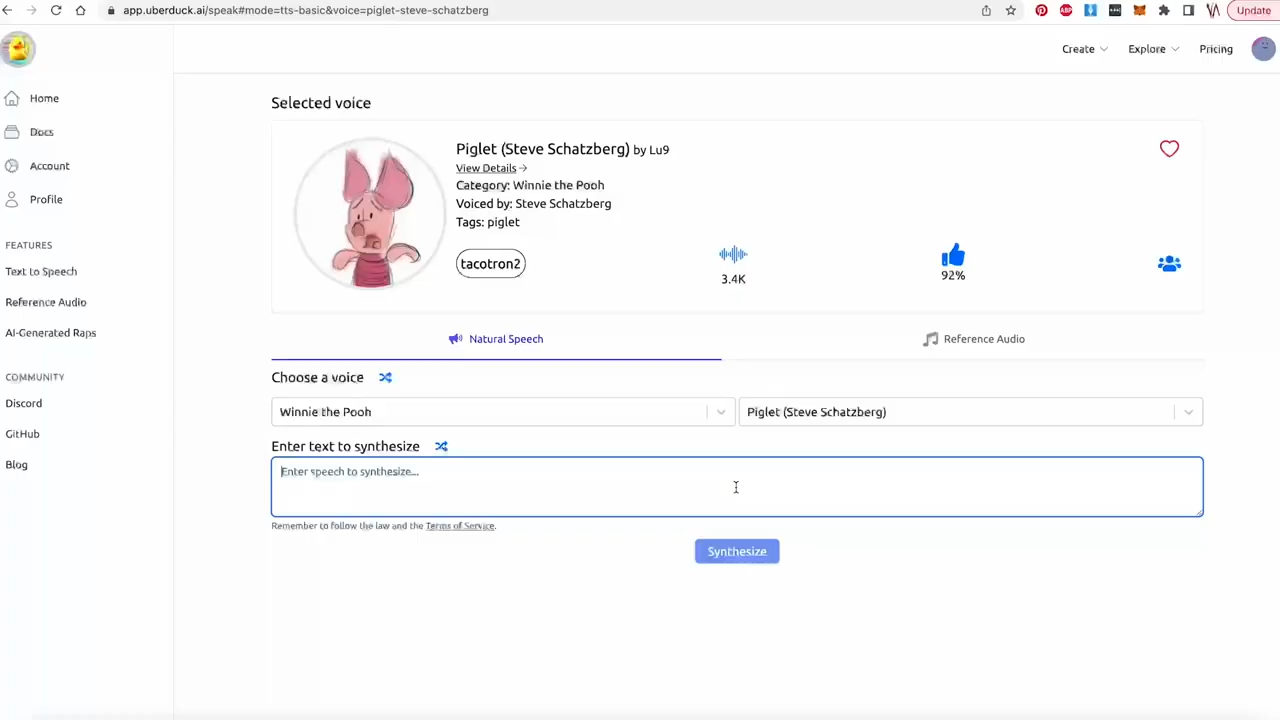 app.uberduck.ai/speak#mode=tts-basic&voice=piglet-steve-schatzberg
ABP
Update
Create
Explore
Pricing
Home
Docs
Account
Profile
FEATURES
Text to Speech
Reference Audio
AI-Generated Raps
COMMUNITY
Discord
GitHub
Blog
Selected voice
Piglet (Steve Schatzberg) by Lu9
View Details
Category: Winnie the Pooh
Voiced by: Steve Schatzberg
Tags: piglet
tacotron2
3.4K
92%
Natural Speech
Reference Audio
Choose a voice
Winnie the Pooh
Piglet (Steve Schatzberg)
Enter text to synthesize
Enter speech to synthesize...
Remember to follow the law and the Terms of Service.
Synthesize